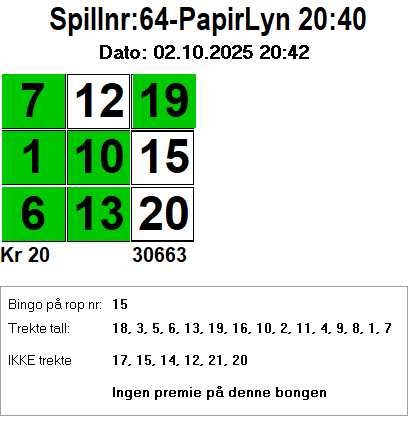 Spillnr:64-PapirLyn 20:40
Dato: 02.10.2025 20:42
7 12 19
1 10 15
6 13 20
Kr 20 30663
Bingo på rop nr: 15
Trekte tall: 18, 3, 5, 6, 13, 19, 16, 10, 2, 11, 4, 9, 8, 1, 7
IKKE trekte 17, 15, 14, 12, 21, 20
Ingen premie på denne bongen